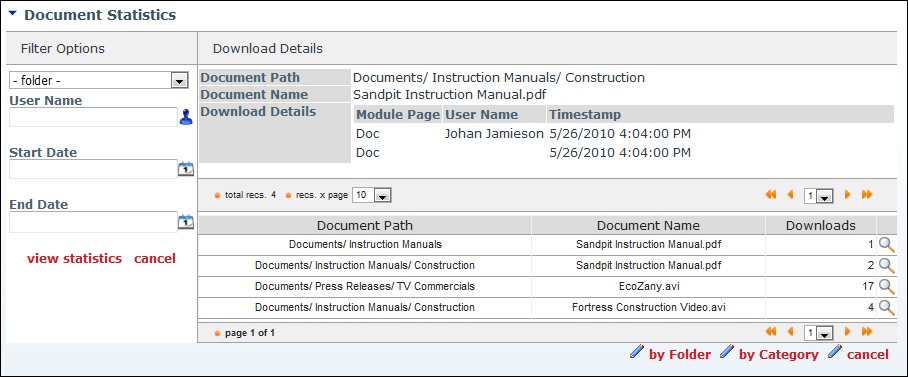 Document Statistics
Filter Options
- folder -
User Name
Start Date
End Date
view statistics cancel
Download Details
Document Path Documents/ Instruction Manuals/ Construction
Document Name Sandpit Instruction Manual.pdf
Download Details Module Page User Name Timestamp
Doc Johan Jamieson 5/26/2010 4:04:00 PM
Doc 5/26/2010 4:04:00 PM
total recs. 4 recs. x page 10 1
Document Path Document Name Downloads
Documents/ Instruction Manuals Sandpit Instruction Manual.pdf 1
Documents/ Instruction Manuals/ Construction Sandpit Instruction Manual.pdf 2
Documents/ Press Releases/ TV Commercials EcoZany.avi 17
Documents/ Instruction Manuals/ Construction Fortress Construction Video.avi 4
page 1 of 1 1
by Folder by Category cancel